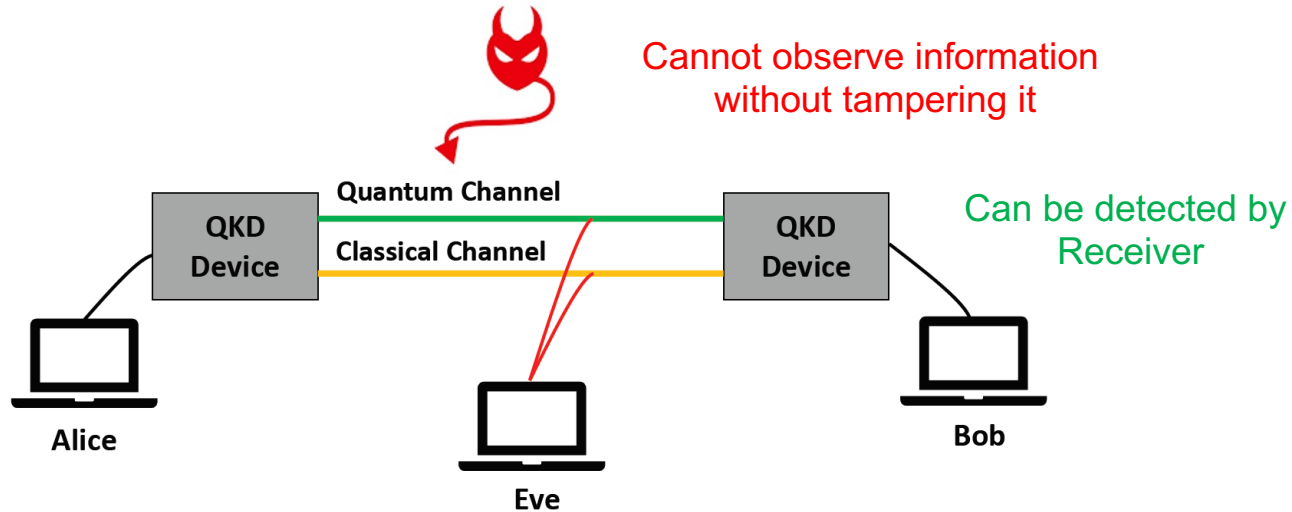 Cannot observe information
without tampering it
Quantum Channel
QKD
Device
Classical Channel
QKD
Device
Can be detected by
Receiver
Alice
Eve
Bob